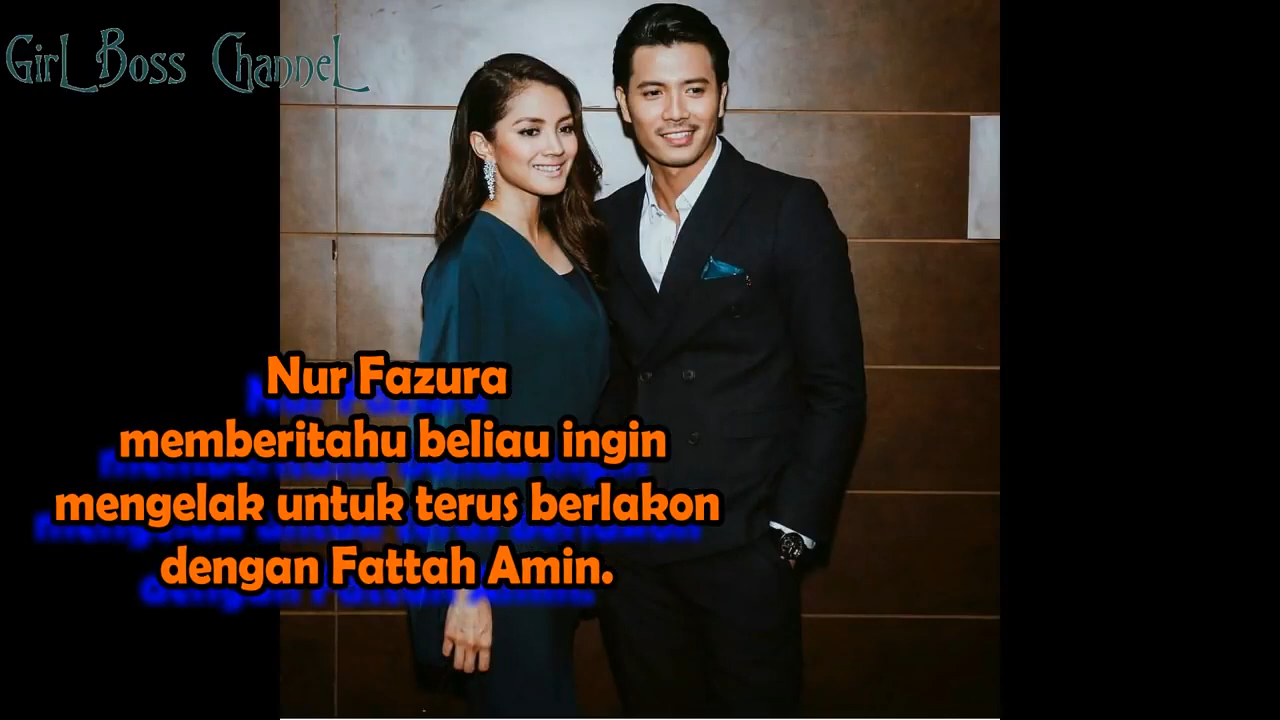 Girl Boss Channel
Nur Fazura
memberitahu beliau ingin
mengelak untuk terus berlakon
dengan Fattah Amin.